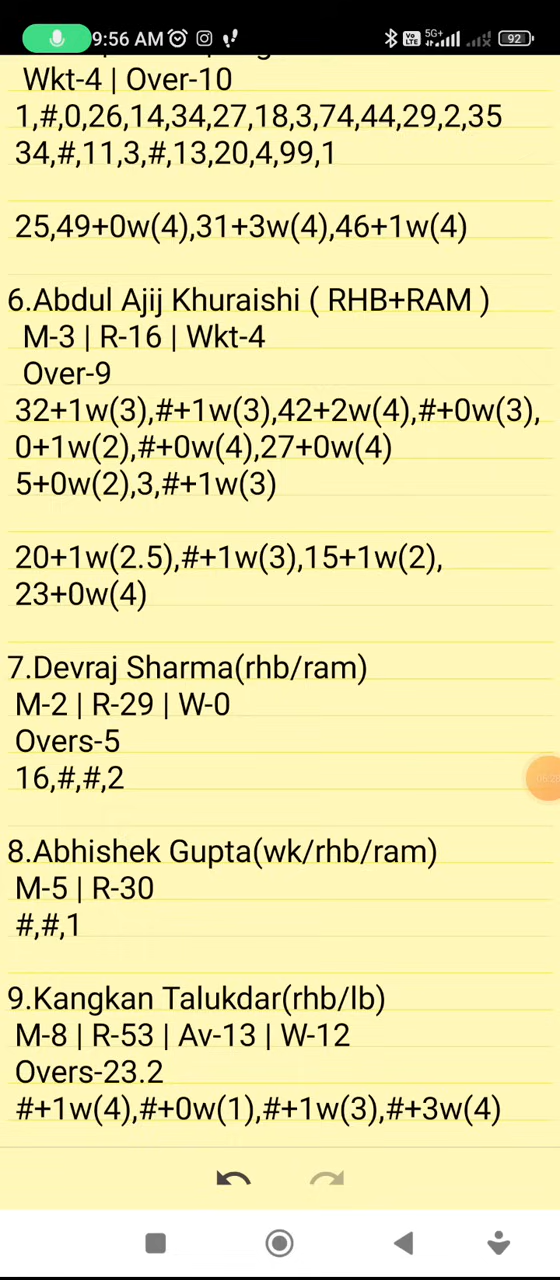 9:56 AM
Vo
LTE
5G+
92
Wkt-4 | Over-10
1,#,0,26,14,34,27,18,3,74,44,29,2,35
34,#,11,3,#,13,20,4,99,1
25,49+0w(4),31+3w(4),46+1w(4)
6.Abdul Ajij Khuraishi ( RHB+RAM )
M-3 | R-16 | Wkt-4
Over-9
32+1w(3),#+1w(3),42+2w(4),#+0w(3),
0+1w(2),#+0w(4),27+0w(4)
5+0w(2),3,#+1w(3)
20+1w(2.5),#+1w(3),15+1w(2),
23+0w(4)
7.Devraj Sharma(rhb/ram)
M-2 | R-29 | W-0
Overs-5
16,#,#,2
8.Abhishek Gupta(wk/rhb/ram)
M-5 | R-30
#,#,1
9.Kangkan Talukdar(rhb/lb)
M-8 | R-53 | Av-13 | W-12
Overs-23.2
#+1w(4),#+0w(1),#+1w(3),#+3w(4)